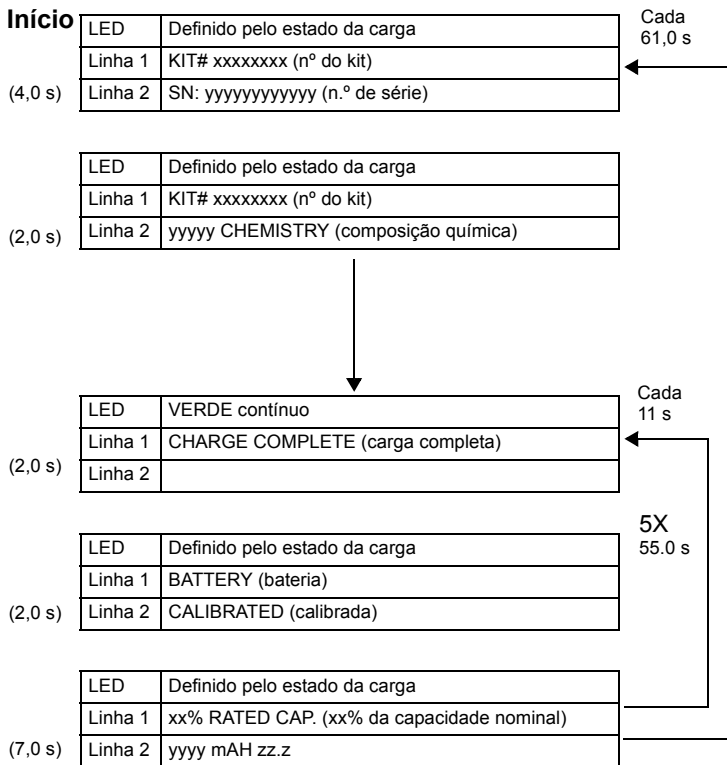 Início
LED Definido pelo estado da carga
Linha 1 KIT# xxxxxxxx (nº do kit)
(4,0 s) Linha 2 SN: yyyyyyyyyyyy (n.º de série)
Cada
61,0 s
LED Definido pelo estado da carga
Linha 1 KIT# xxxxxxxx (nº do kit)
(2,0 s) Linha 2 yyyyy CHEMISTRY (composição química)
LED VERDE contínuo
Linha 1 CHARGE COMPLETE (carga completa)
(2,0 s) Linha 2
Cada
11 s
5X
55.0 s
LED Definido pelo estado da carga
Linha 1 BATTERY (bateria)
(2,0 s) Linha 2 CALIBRATED (calibrada)
LED Definido pelo estado da carga
Linha 1 xx% RATED CAP. (xx% da capacidade nominal)
(7,0 s) Linha 2 yyyy mAH zz.z